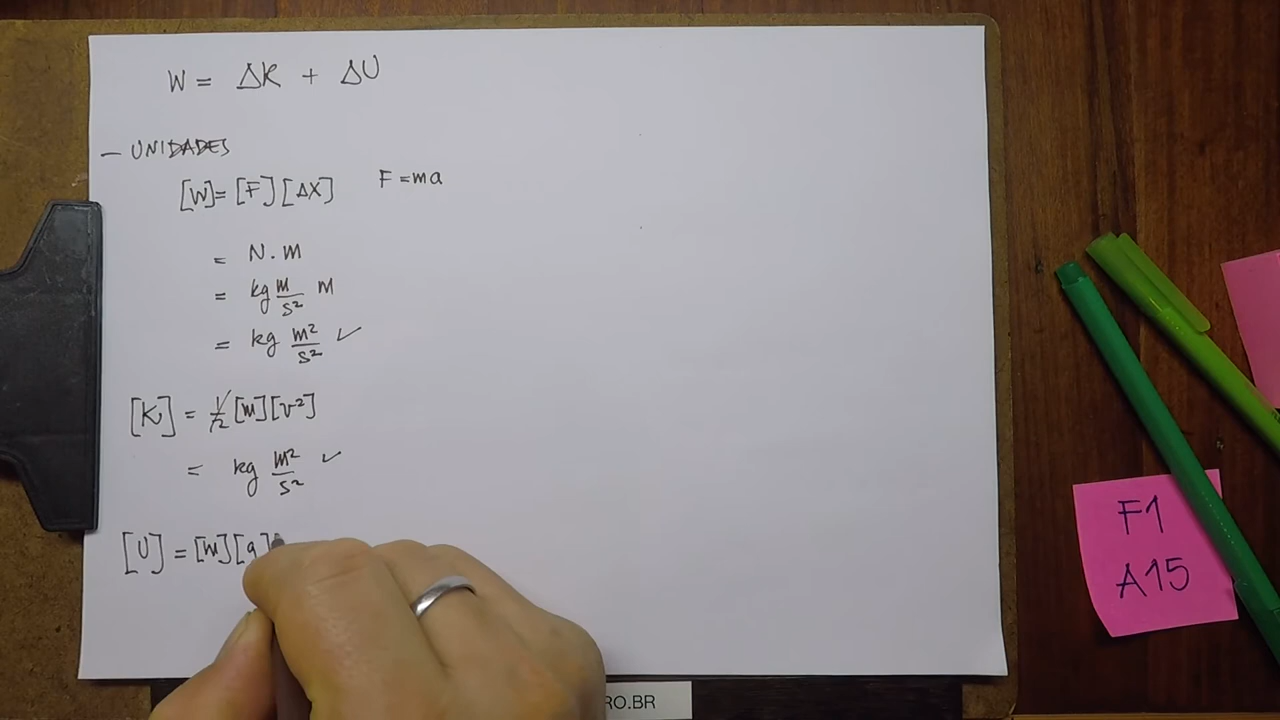 W = ΔK + ΔU
— UNIDADES
[W] = [F] [ΔX] F = ma
= N . m
= kg m/s² m
= kg m²/s² ✓
[K] = 1/2 [m] [v²]
= kg m²/s² ✓
[U] = [m] [g]
F1
A15
RO.BR